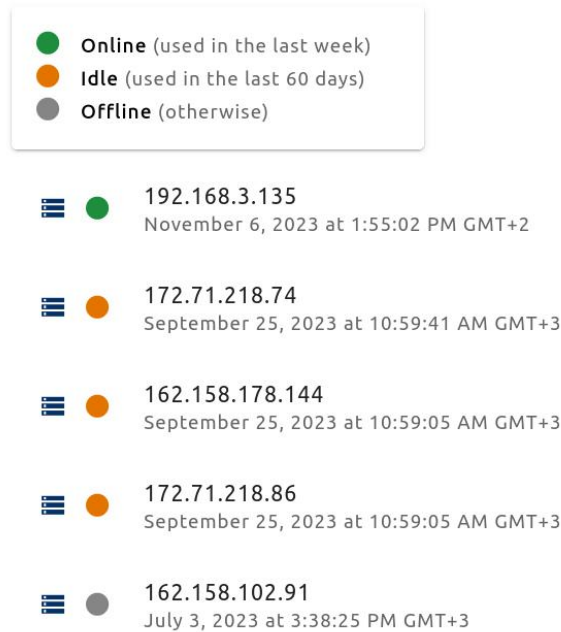 Online (used in the last week)
Idle (used in the last 60 days)
Offline (otherwise)
192.168.3.135
November 6, 2023 at 1:55:02 PM GMT+2
172.71.218.74
September 25, 2023 at 10:59:41 AM GMT+3
162.158.178.144
September 25, 2023 at 10:59:05 AM GMT+3
172.71.218.86
September 25, 2023 at 10:59:05 AM GMT+3
162.158.102.91
July 3, 2023 at 3:38:25 PM GMT+3